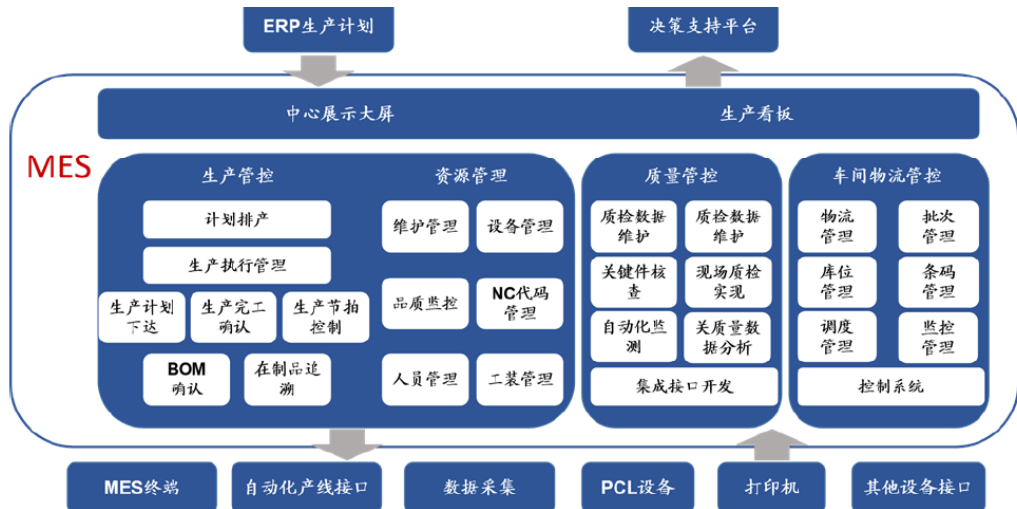 ERP生产计划
决策支持平台
中心展示大屏
生产看板
MES
生产管控
资源管理
质量管控
车间物流管控
计划排产
生产执行管理
生产计划
下达
生产完工
确认
生产节拍
控制
BOM
确认
在制品追
溯
维护管理
设备管理
品质监控
NC代码
管理
人员管理
工装管理
质检数据
维护
质检数据
维护
关键件核
查
现场质检
实现
自动化监
测
关质量数
据分析
集成接口开发
物流
管理
批次
管理
库位
管理
条码
管理
调度
管理
监控
管理
控制系统
MES终端
自动化产线接口
数据采集
PCL设备
打印机
其他设备接口